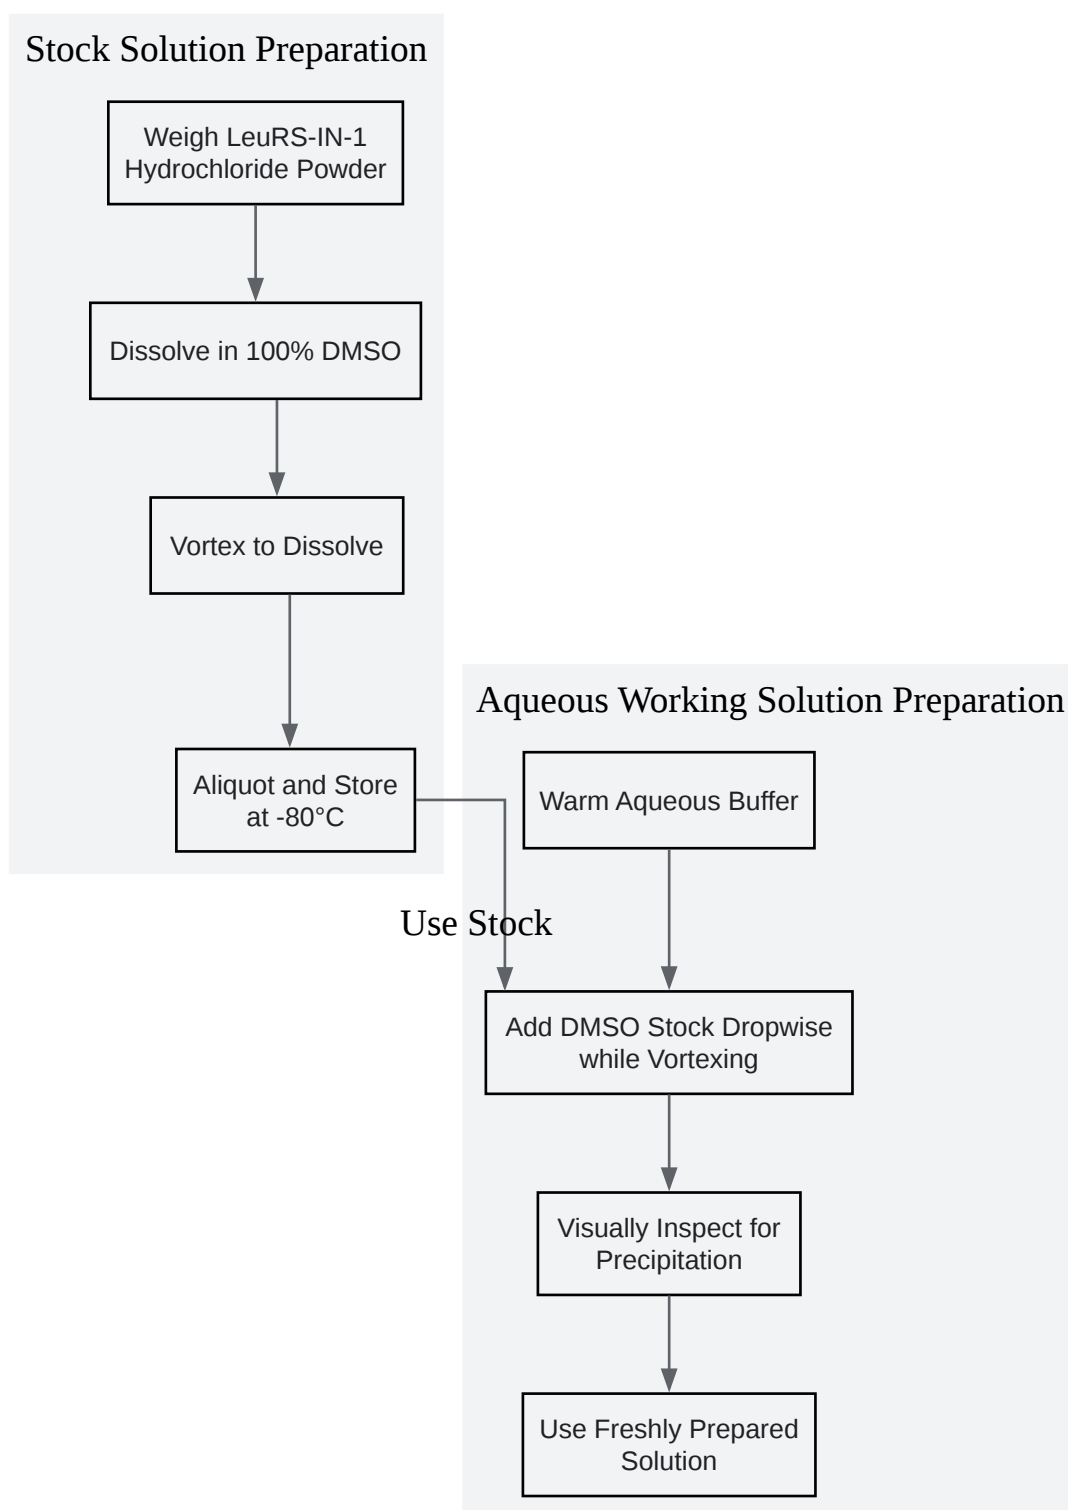 Stock Solution Preparation
Weigh LeuRS-IN-1
Hydrochloride Powder
Dissolve in 100% DMSO
Vortex to Dissolve
Aliquot and Store
at -80°C
Use Stock
Aqueous Working Solution Preparation
Warm Aqueous Buffer
Add DMSO Stock Dropwise
while Vortexing
Visually Inspect for
Precipitation
Use Freshly Prepared
Solution